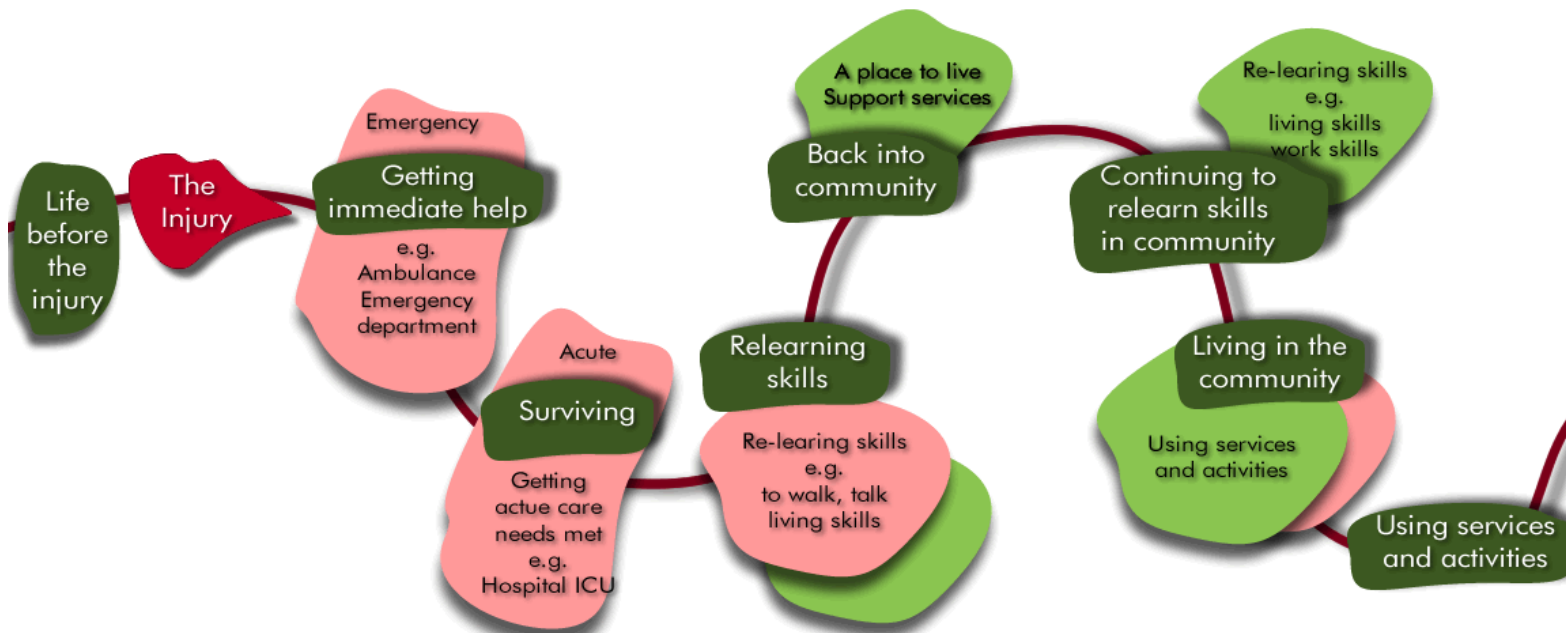 Life
before
the
injury
The
Injury
Emergency
Getting
immediate help
e.g.
Ambulance
Emergency
department
Acute
Surviving
Getting
actue care
needs met
e.g.
Hospital ICU
Relearning
skills
Re-learing skills
e.g.
to walk, talk
living skills
A place to live
Support services
Back into
community
Re-learing skills
e.g.
living skills
work skills
Continuing to
relearn skills
in community
Living in the
community
Using services
and activities
Using services
and activities